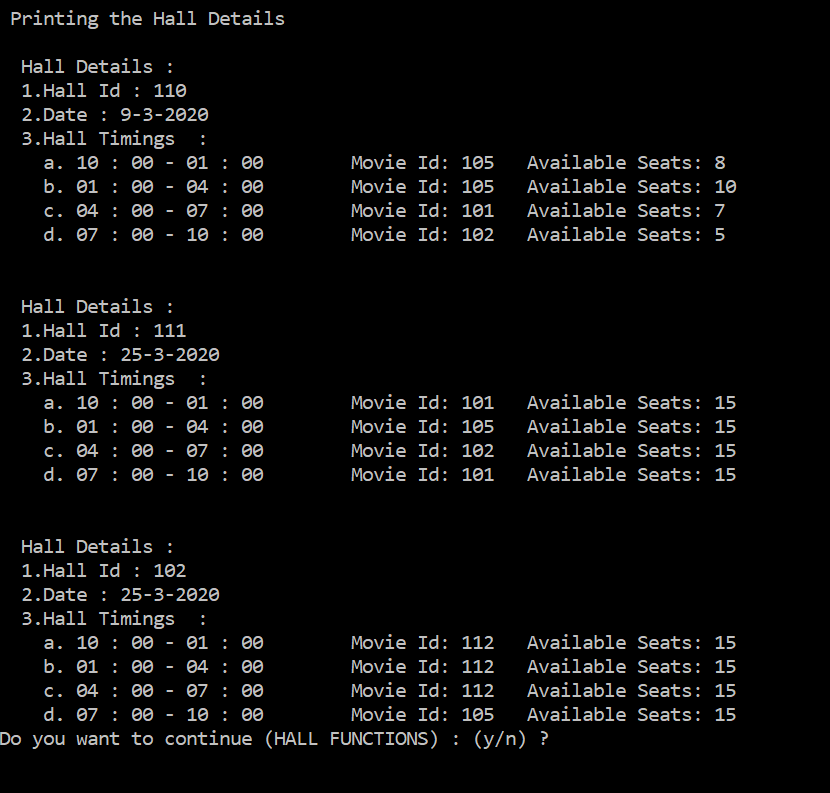 Printing the Hall Details
Hall Details :
1.Hall Id : 110
2.Date : 9-3-2020
3.Hall Timings  :
a. 10 : 00 - 01 : 00        Movie Id: 105   Available Seats: 8
b. 01 : 00 - 04 : 00        Movie Id: 105   Available Seats: 10
c. 04 : 00 - 07 : 00        Movie Id: 101   Available Seats: 7
d. 07 : 00 - 10 : 00        Movie Id: 102   Available Seats: 5
Hall Details :
1.Hall Id : 111
2.Date : 25-3-2020
3.Hall Timings  :
a. 10 : 00 - 01 : 00        Movie Id: 101   Available Seats: 15
b. 01 : 00 - 04 : 00        Movie Id: 105   Available Seats: 15
c. 04 : 00 - 07 : 00        Movie Id: 102   Available Seats: 15
d. 07 : 00 - 10 : 00        Movie Id: 101   Available Seats: 15
Hall Details :
1.Hall Id : 102
2.Date : 25-3-2020
3.Hall Timings  :
a. 10 : 00 - 01 : 00        Movie Id: 112   Available Seats: 15
b. 01 : 00 - 04 : 00        Movie Id: 112   Available Seats: 15
c. 04 : 00 - 07 : 00        Movie Id: 112   Available Seats: 15
d. 07 : 00 - 10 : 00        Movie Id: 105   Available Seats: 15
Do you want to continue (HALL FUNCTIONS) : (y/n) ?